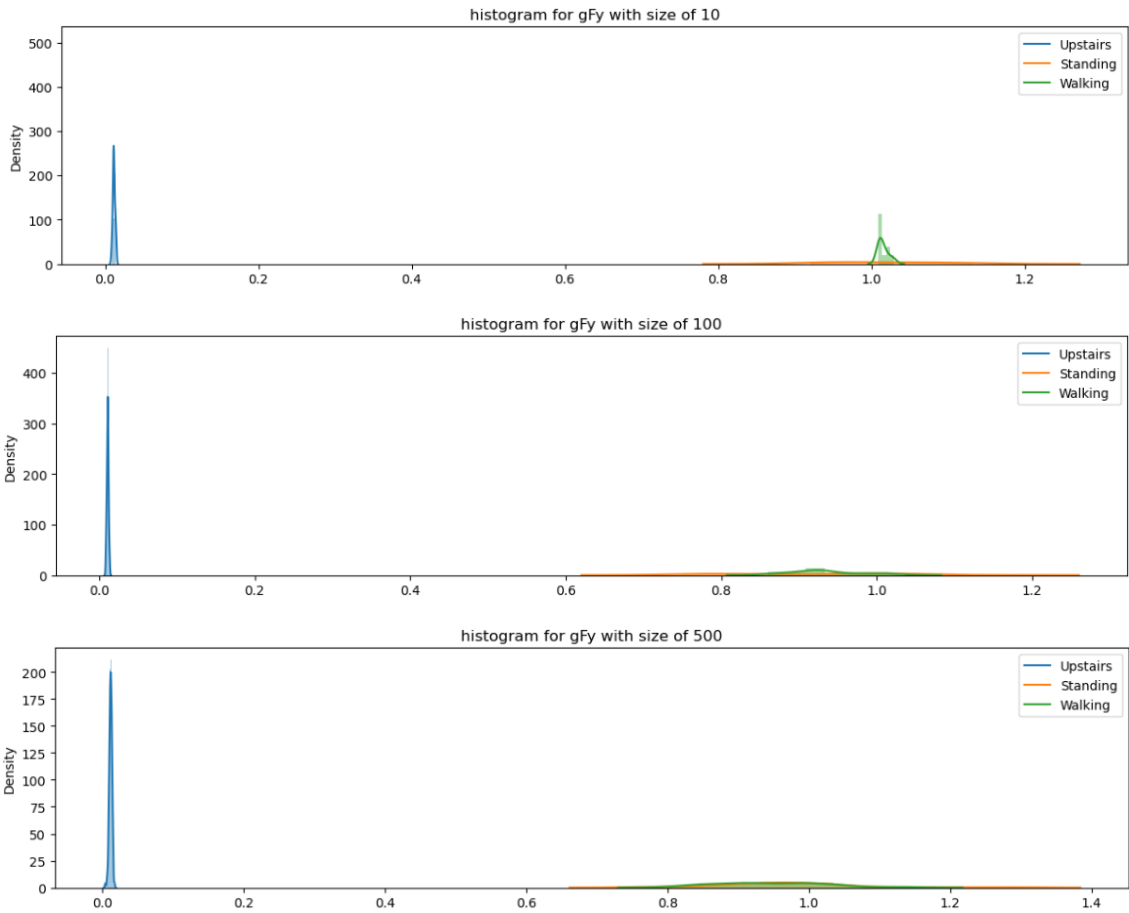 histogram for gFy with size of 10
500
400
300
200
100
0
Density
Upstairs
Standing
Walking
0.0 0.2 0.4 0.6 0.8 1.0 1.2
histogram for gFy with size of 100
400
300
200
100
0
Density
Upstairs
Standing
Walking
0.0 0.2 0.4 0.6 0.8 1.0 1.2
histogram for gFy with size of 500
200
175
150
125
100
75
50
25
0
Density
Upstairs
Standing
Walking
0.0 0.2 0.4 0.6 0.8 1.0 1.2 1.4